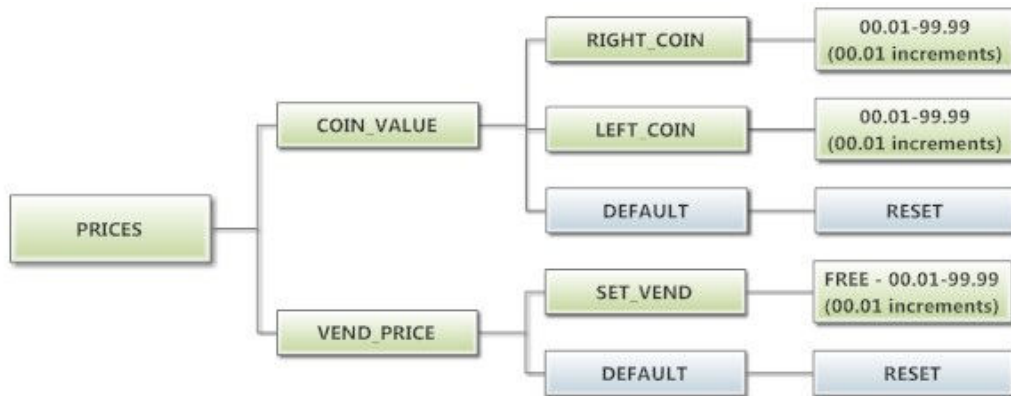 PRICES
COIN_VALUE
RIGHT_COIN
00.01-99.99
(00.01 increments)
LEFT_COIN
00.01-99.99
(00.01 increments)
DEFAULT
RESET
VEND_PRICE
SET_VEND
FREE - 00.01-99.99
(00.01 increments)
DEFAULT
RESET